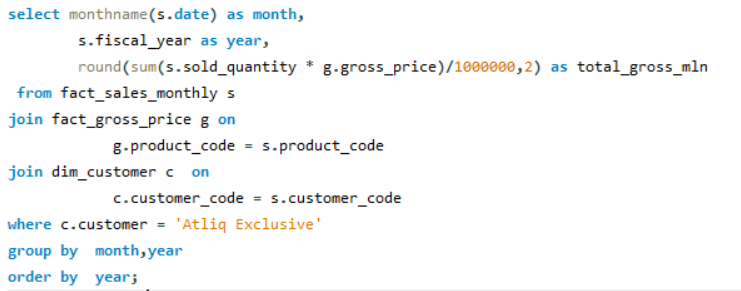 select monthname(s.date) as month,
s.fiscal_year as year,
round(sum(s.sold_quantity * g.gross_price)/1000000,2) as total_gross_mln
from fact_sales_monthly s
join fact_gross_price g on
g.product_code = s.product_code
join dim_customer c  on
c.customer_code = s.customer_code
where c.customer = 'Atliq Exclusive'
group by  month,year
order by  year;